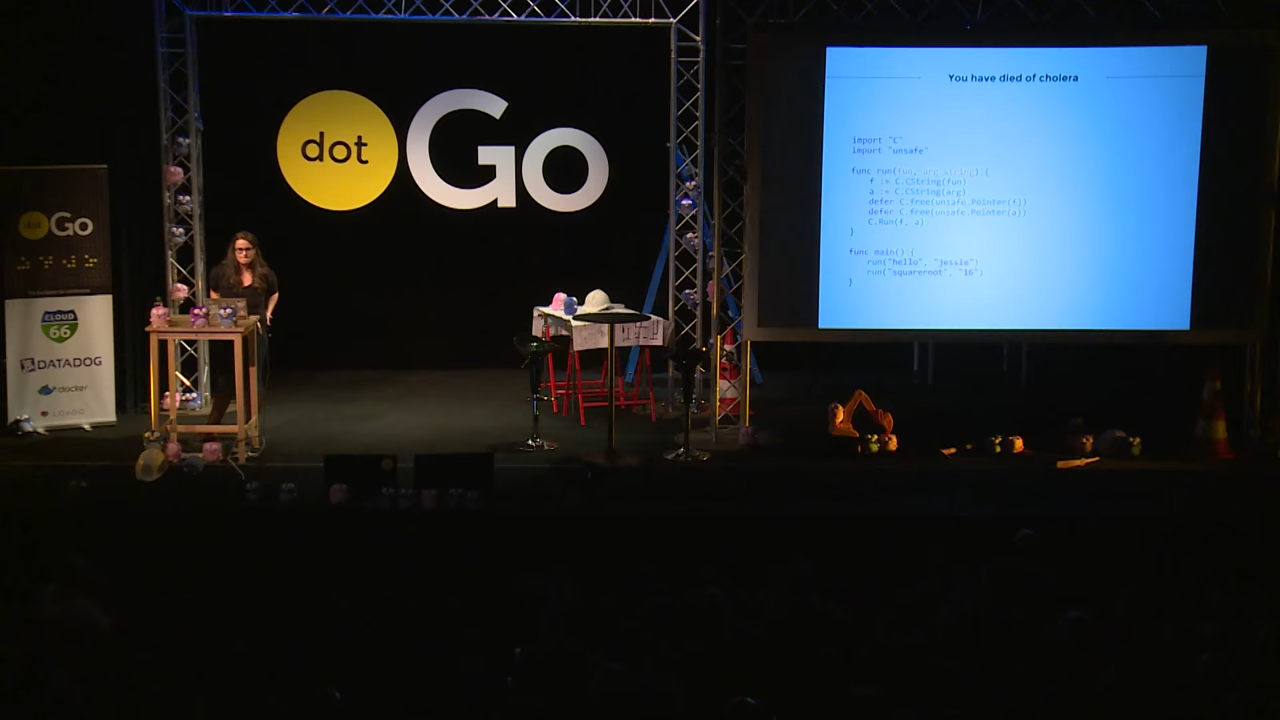 dot Go
dot Go
CLOUD
66
DATADOG
docker
You have died of cholera
import "C"
import "unsafe"
func run(fun, arg string) {
f := C.CString(fun)
a := C.CString(arg)
defer C.free(unsafe.Pointer(f))
defer C.free(unsafe.Pointer(a))
C.Run(f, a)
}
func main() {
run("hello", "jessie")
run("squareroot", "16")
}